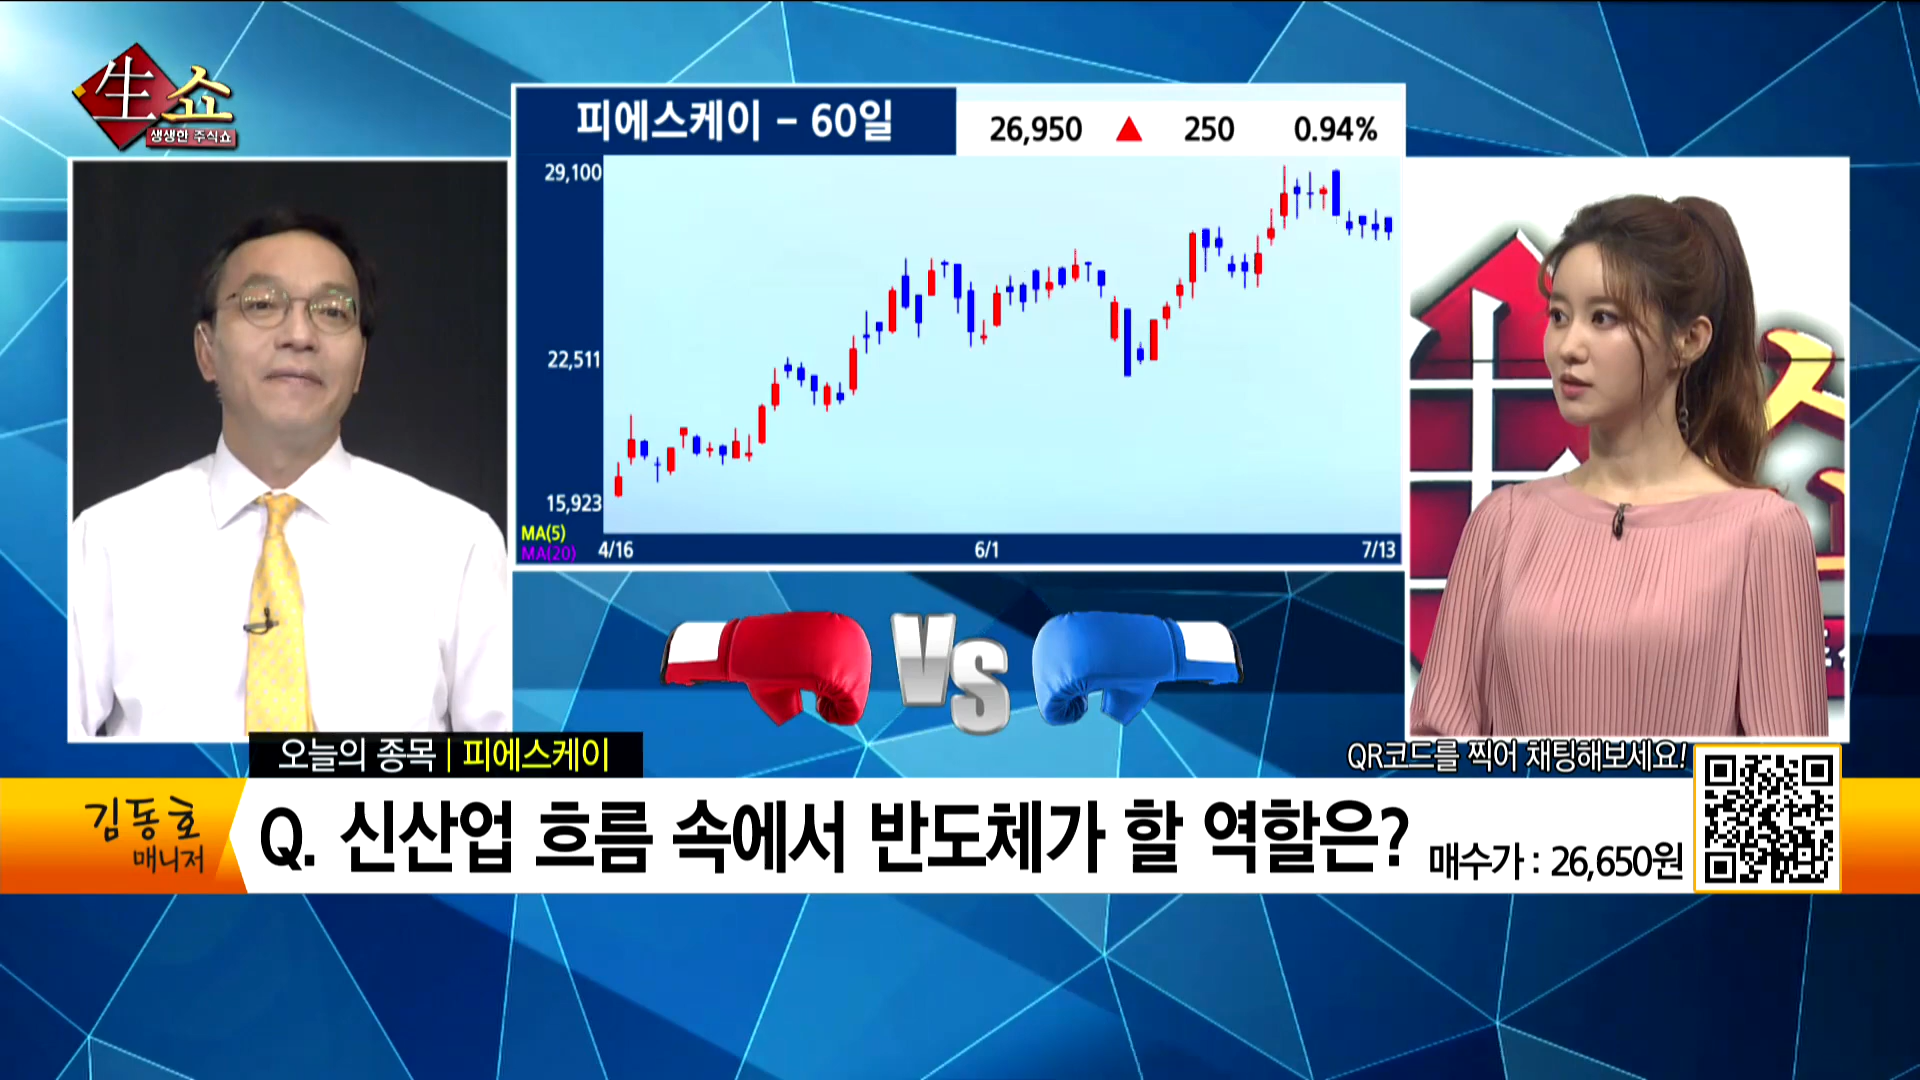 生쇼
생생한 주식쇼
피에스케이 - 60일
26,950 ▲ 250 0.94%
29,100
22,511
15,923
MA(5)
MA(20)
4/16 6/1 7/13
VS
오늘의 종목 | 피에스케이
QR코드를 찍어 채팅해보세요!
김동호
매니저
Q. 신산업 흐름 속에서 반도체가 할 역할은?
매수가 : 26,650원